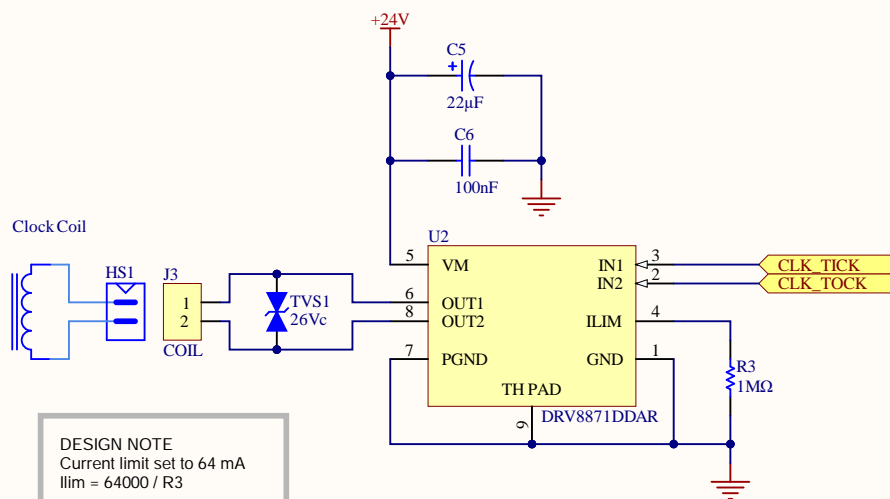 +24V
C5
+
22µF
C6
100nF
Clock Coil
HS1
J3
1
2
COIL
TVS1
26Vc
U2
5
VM
6
OUT1
8
OUT2
7
PGND
IN1
3
IN2
2
ILIM
4
GND
1
TH PAD
9
DRV8871DDAR
CLK_TICK
CLK_TOCK
R3
1MΩ
DESIGN NOTE
Current limit set to 64 mA
Ilim = 64000 / R3